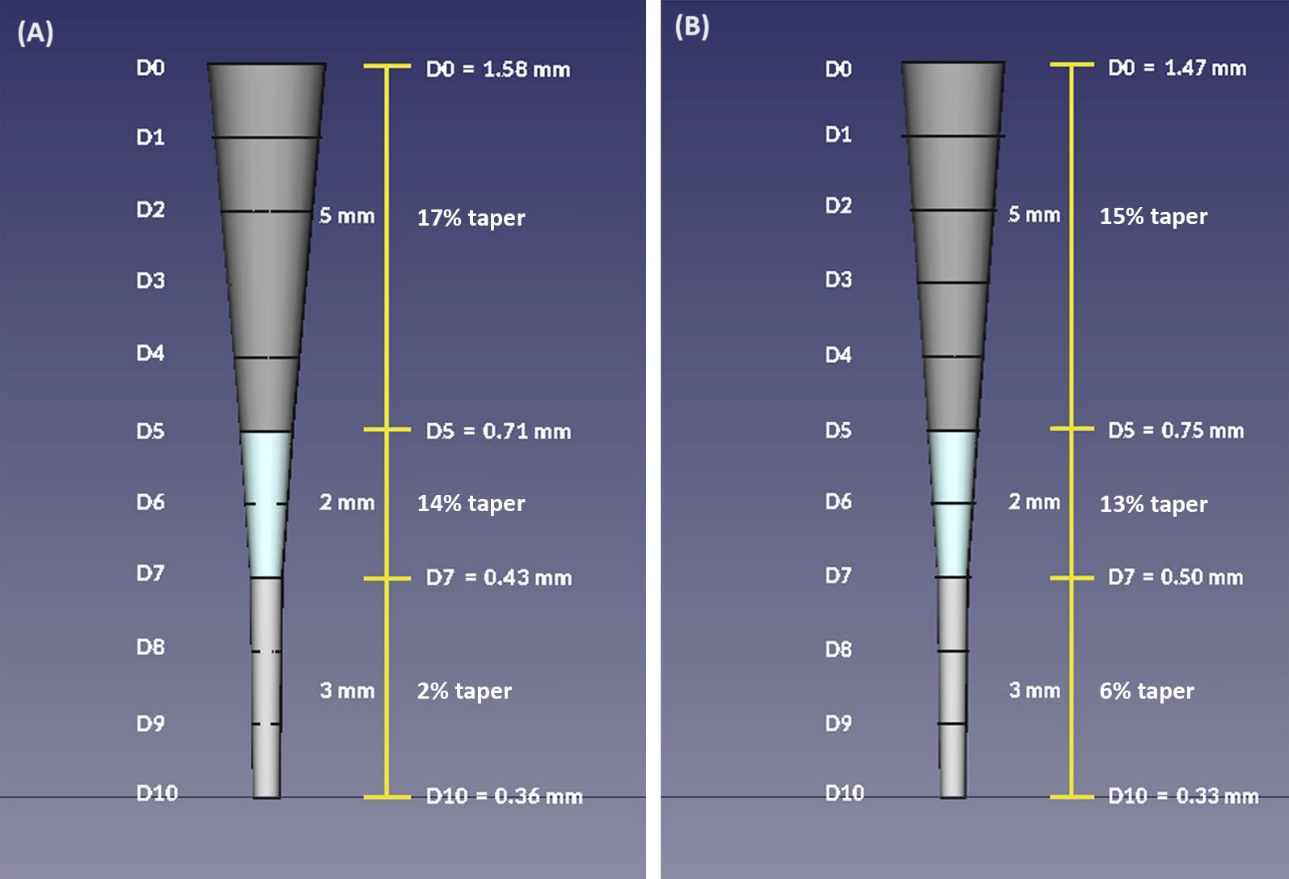 (A)
D0 D0 = 1.58 mm
D1
D2 5 mm 17% taper
D3
D4
D5 D5 = 0.71 mm
D6 2 mm 14% taper
D7 D7 = 0.43 mm
D8
3 mm 2% taper
D9
D10 D10 = 0.36 mm
(B)
D0 D0 = 1.47 mm
D1
D2 5 mm 15% taper
D3
D4
D5 D5 = 0.75 mm
D6 2 mm 13% taper
D7 D7 = 0.50 mm
D8
3 mm 6% taper
D9
D10 D10 = 0.33 mm